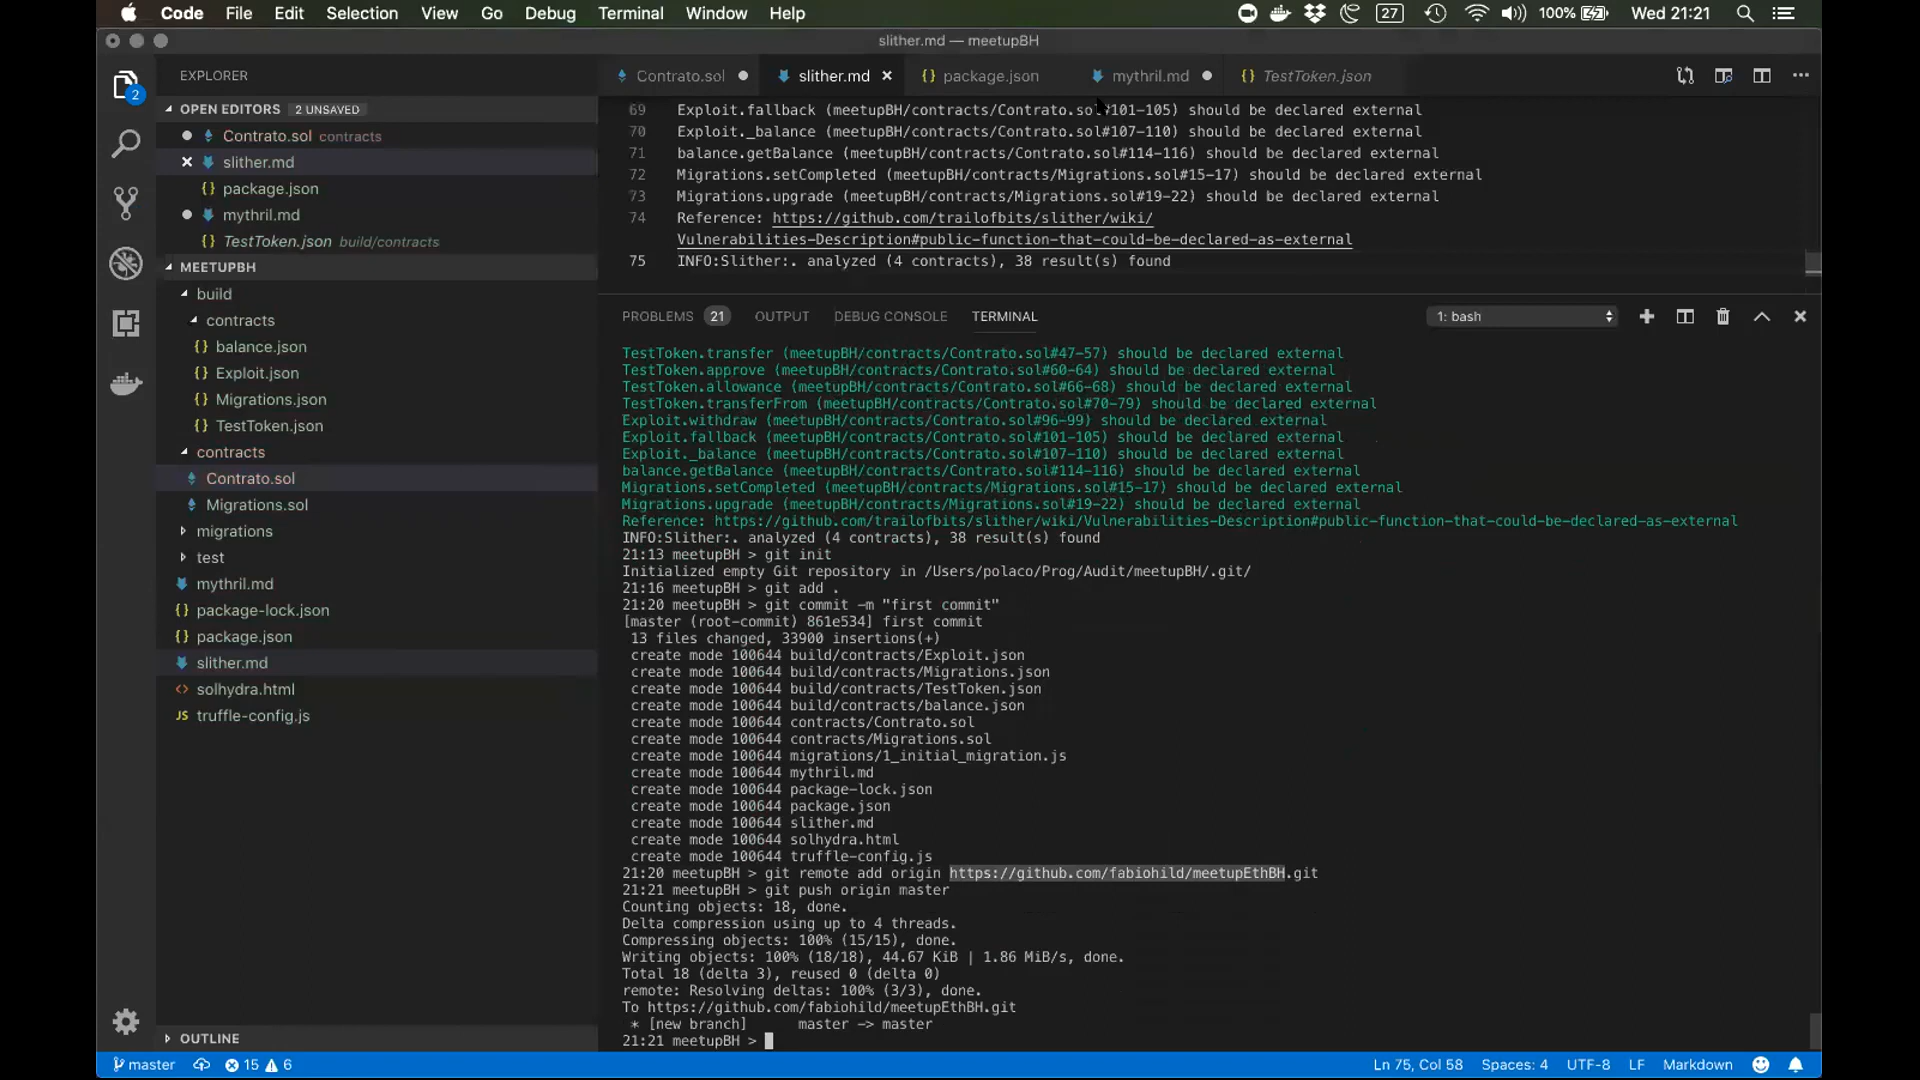 Code File Edit Selection View Go Debug Terminal Window Help 27 100% Wed 21:21
slither.md — meetupBH
EXPLORER
Contrato.sol slither.md {} package.json mythril.md {} TestToken.json
OPEN EDITORS 2 UNSAVED
Contrato.sol contracts
slither.md
{} package.json
mythril.md
{} TestToken.json build/contracts
MEETUPBH
build
contracts
{} balance.json
{} Exploit.json
{} Migrations.json
{} TestToken.json
contracts
Contrato.sol
Migrations.sol
migrations
test
mythril.md
{} package-lock.json
{} package.json
slither.md
<> solhydra.html
JS truffle-config.js
OUTLINE
2
69 Exploit.fallback (meetupBH/contracts/Contrato.sol#101-105) should be declared external
70 Exploit._balance (meetupBH/contracts/Contrato.sol#107-110) should be declared external
71 balance.getBalance (meetupBH/contracts/Contrato.sol#114-116) should be declared external
72 Migrations.setCompleted (meetupBH/contracts/Migrations.sol#15-17) should be declared external
73 Migrations.upgrade (meetupBH/contracts/Migrations.sol#19-22) should be declared external
74 Reference: https://github.com/trailofbits/slither/wiki/
Vulnerabilities-Description#public-function-that-could-be-declared-as-external
75 INFO:Slither:. analyzed (4 contracts), 38 result(s) found
PROBLEMS 21 OUTPUT DEBUG CONSOLE TERMINAL 1: bash
TestToken.transfer (meetupBH/contracts/Contrato.sol#47-57) should be declared external
TestToken.approve (meetupBH/contracts/Contrato.sol#60-64) should be declared external
TestToken.allowance (meetupBH/contracts/Contrato.sol#66-68) should be declared external
TestToken.transferFrom (meetupBH/contracts/Contrato.sol#70-79) should be declared external
Exploit.withdraw (meetupBH/contracts/Contrato.sol#96-99) should be declared external
Exploit.fallback (meetupBH/contracts/Contrato.sol#101-105) should be declared external
Exploit._balance (meetupBH/contracts/Contrato.sol#107-110) should be declared external
balance.getBalance (meetupBH/contracts/Contrato.sol#114-116) should be declared external
Migrations.setCompleted (meetupBH/contracts/Migrations.sol#15-17) should be declared external
Migrations.upgrade (meetupBH/contracts/Migrations.sol#19-22) should be declared external
Reference: https://github.com/trailofbits/slither/wiki/Vulnerabilities-Description#public-function-that-could-be-declared-as-external
INFO:Slither:. analyzed (4 contracts), 38 result(s) found
21:13 meetupBH > git init
Initialized empty Git repository in /Users/polaco/Prog/Audit/meetupBH/.git/
21:16 meetupBH > git add .
21:20 meetupBH > git commit -m "first commit"
[master (root-commit) 861e534] first commit
13 files changed, 33900 insertions(+)
create mode 100644 build/contracts/Exploit.json
create mode 100644 build/contracts/Migrations.json
create mode 100644 build/contracts/TestToken.json
create mode 100644 build/contracts/balance.json
create mode 100644 contracts/Contrato.sol
create mode 100644 contracts/Migrations.sol
create mode 100644 migrations/1_initial_migration.js
create mode 100644 mythril.md
create mode 100644 package-lock.json
create mode 100644 package.json
create mode 100644 slither.md
create mode 100644 solhydra.html
create mode 100644 truffle-config.js
21:20 meetupBH > git remote add origin https://github.com/fabiohild/meetupEthBH.git
21:21 meetupBH > git push origin master
Counting objects: 18, done.
Delta compression using up to 4 threads.
Compressing objects: 100% (15/15), done.
Writing objects: 100% (18/18), 44.67 KiB | 1.86 MiB/s, done.
Total 18 (delta 3), reused 0 (delta 0)
remote: Resolving deltas: 100% (3/3), done.
To https://github.com/fabiohild/meetupEthBH.git
* [new branch] master -> master
21:21 meetupBH >
master 15 6 Ln 75, Col 58 Spaces: 4 UTF-8 LF Markdown